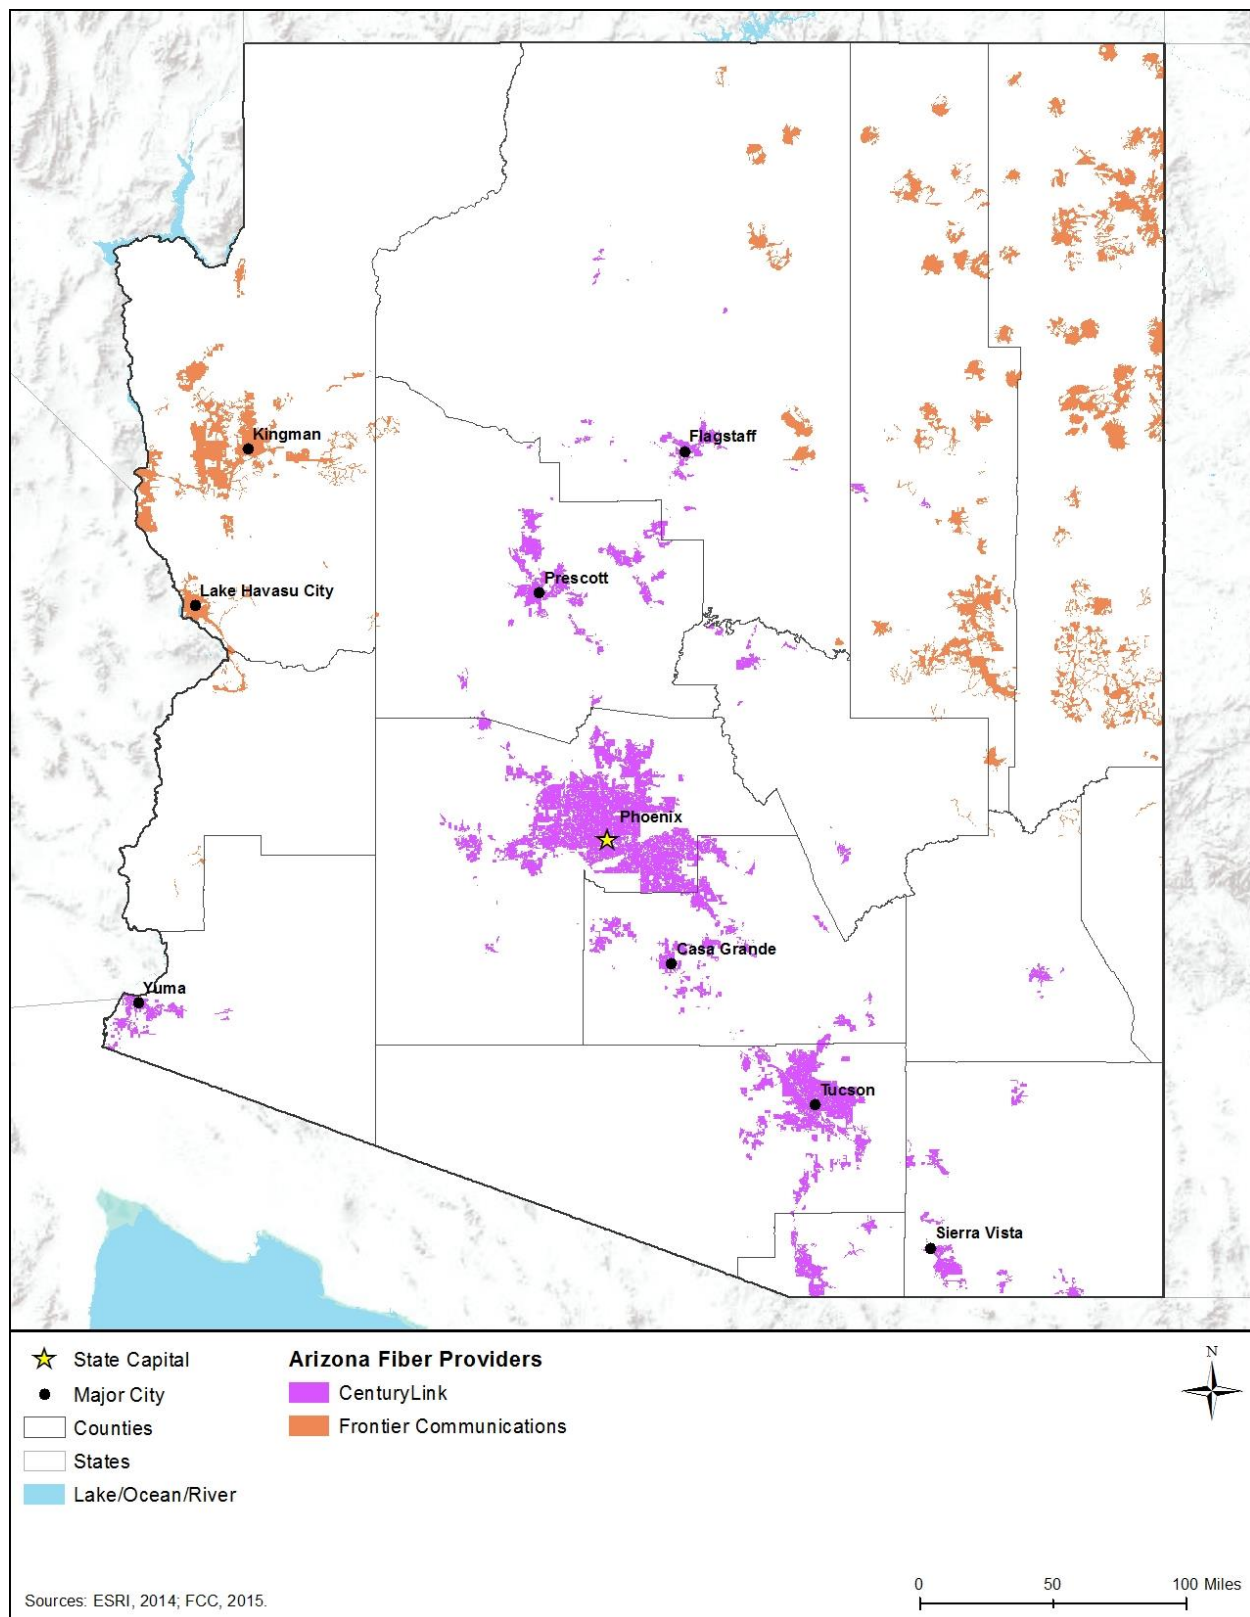 Kingman
Flagstaff
Prescott
Lake Havasu City
Phoenix
Casa Grande
Yuma
Tucson
Sierra Vista
State Capital
Major City
Counties
States
Lake/Ocean/River
Arizona Fiber Providers
CenturyLink
Frontier Communications
N
Sources: ESRI, 2014; FCC, 2015.
0 50 100 Miles